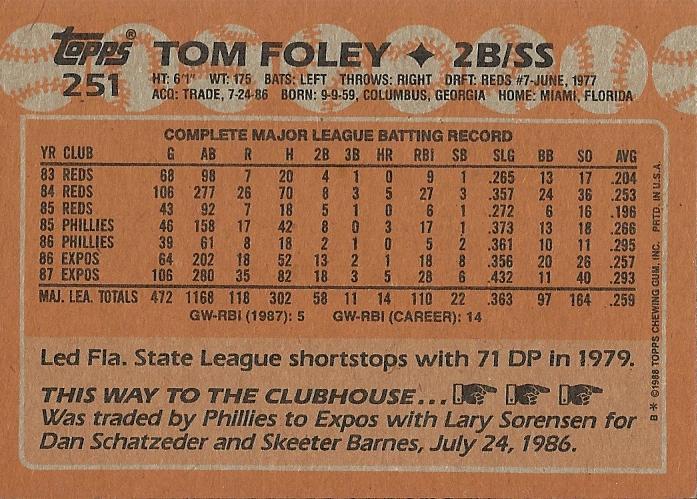 topps®
251
TOM FOLEY ✦ 2B/SS
HT: 6'1" WT: 175 BATS: LEFT THROWS: RIGHT DRFT: REDS #7-JUNE, 1977
ACQ: TRADE, 7-24-86 BORN: 9-9-59, COLUMBUS, GEORGIA HOME: MIAMI, FLORIDA
COMPLETE MAJOR LEAGUE BATTING RECORD
YR CLUB G AB R H 2B 3B HR RBI SB SLG BB SO AVG
83 REDS 68 98 7 20 4 1 0 9 1 .265 13 17 .204
84 REDS 106 277 26 70 8 3 5 27 3 .357 24 36 .253
85 REDS 43 92 7 18 5 1 0 6 1 .272 6 16 .196
85 PHILLIES 46 158 17 42 8 0 3 17 1 .373 13 18 .266
86 PHILLIES 39 61 8 18 2 1 0 5 2 .361 10 11 .295
86 EXPOS 64 202 18 52 13 2 1 18 8 .356 20 26 .257
87 EXPOS 106 280 35 82 18 3 5 28 6 .432 11 40 .293
MAJ. LEA. TOTALS 472 1168 118 302 58 11 14 110 22 .363 97 164 .259
GW-RBI (1987): 5 GW-RBI (CAREER): 14
Led Fla. State League shortstops with 71 DP in 1979.
THIS WAY TO THE CLUBHOUSE...
Was traded by Phillies to Expos with Lary Sorensen for
Dan Schatzeder and Skeeter Barnes, July 24, 1986.
B* ©1988 TOPPS CHEWING GUM, INC. PRTD. IN U.S.A.